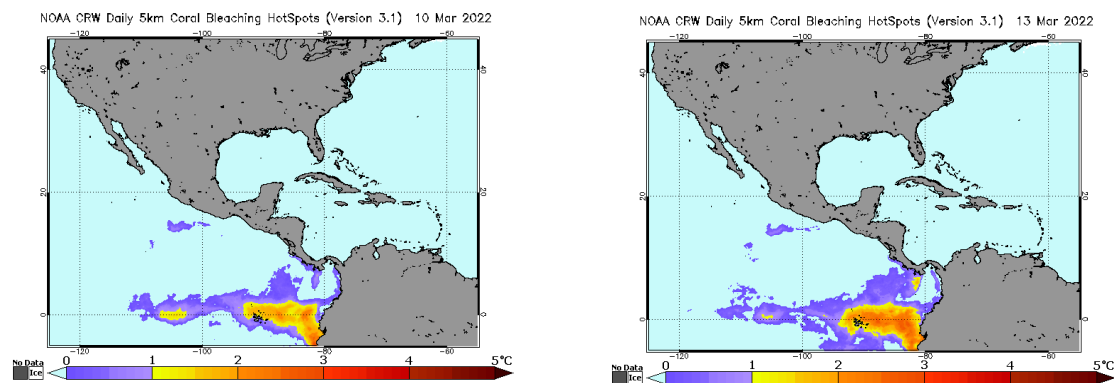 NOAA CRW Daily 5km Coral Bleaching HotSpots (Version 3.1) 10 Mar 2022
-120 -100 -80 -60
40 40
20 20
0 0
-120 -100 -80 -60
No Data
Ice
0 1 2 3 4 5°C
NOAA CRW Daily 5km Coral Bleaching HotSpots (Version 3.1) 13 Mar 2022
-120 -100 -80 -60
40 40
20 20
0 0
-120 -100 -80 -60
No Data
Ice
0 1 2 3 4 5°C